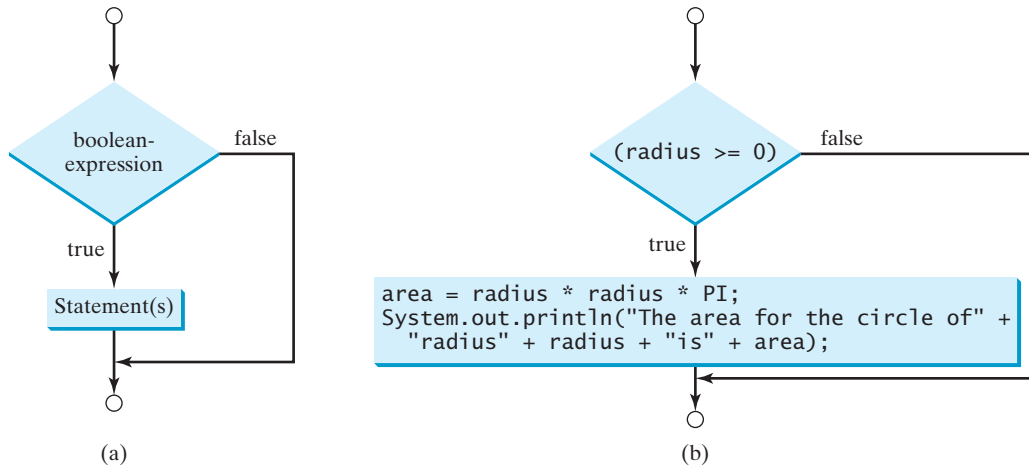 boolean-
expression
false
true
Statement(s)
(a)
(radius >= 0)
false
true
area = radius * radius * PI;
System.out.println("The area for the circle of" +
"radius" + radius + "is" + area);
(b)